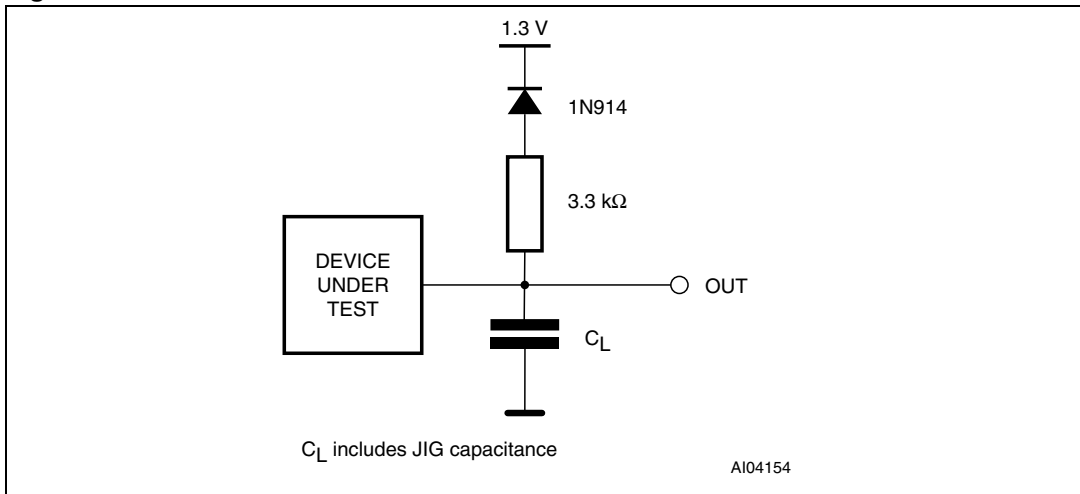 1.3 V
1N914
3.3 kΩ
DEVICE
UNDER
TEST
OUT
CL
CL includes JIG capacitance
AI04154